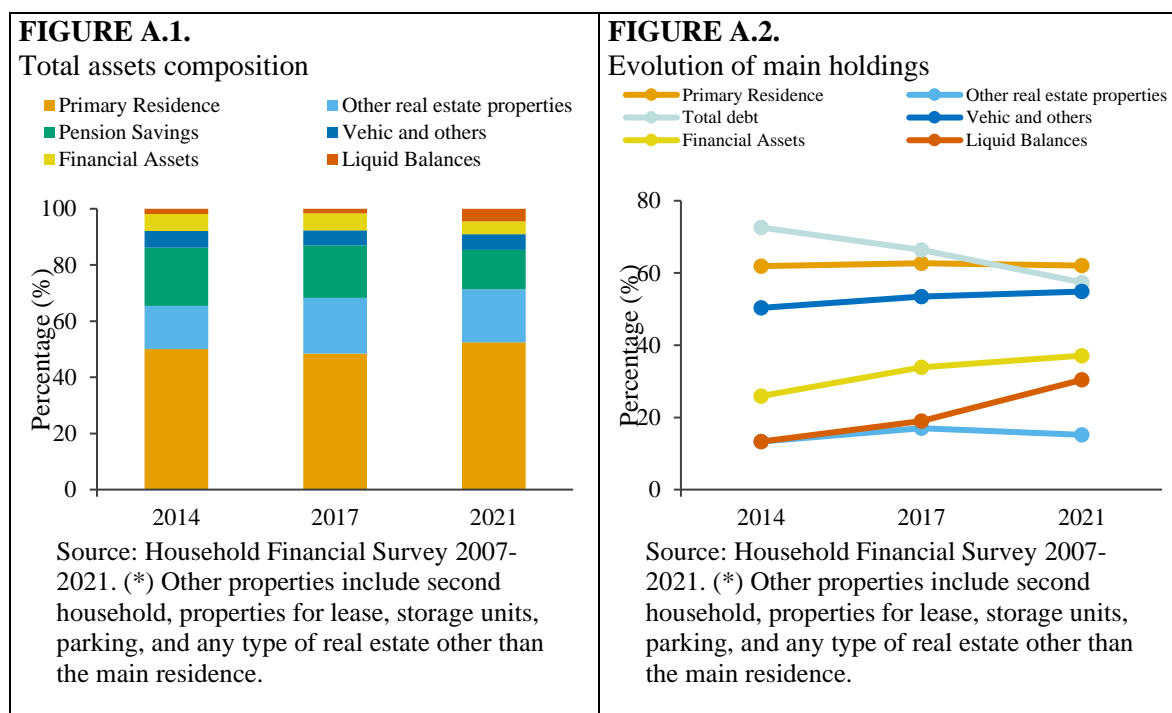 FIGURE A.1.
Total assets composition
Primary Residence
Other real estate properties
Pension Savings
Vehic and others
Financial Assets
Liquid Balances
Percentage (%)
100
80
60
40
20
0
2014 2017 2021
Source: Household Financial Survey 2007-
2021. (*) Other properties include second
household, properties for lease, storage units,
parking, and any type of real estate other than
the main residence.
FIGURE A.2.
Evolution of main holdings
Primary Residence
Other real estate properties
Total debt
Vehic and others
Financial Assets
Liquid Balances
Percentage (%)
80
60
40
20
0
2014 2017 2021
Source: Household Financial Survey 2007-
2021. (*) Other properties include second
household, properties for lease, storage units,
parking, and any type of real estate other than
the main residence.